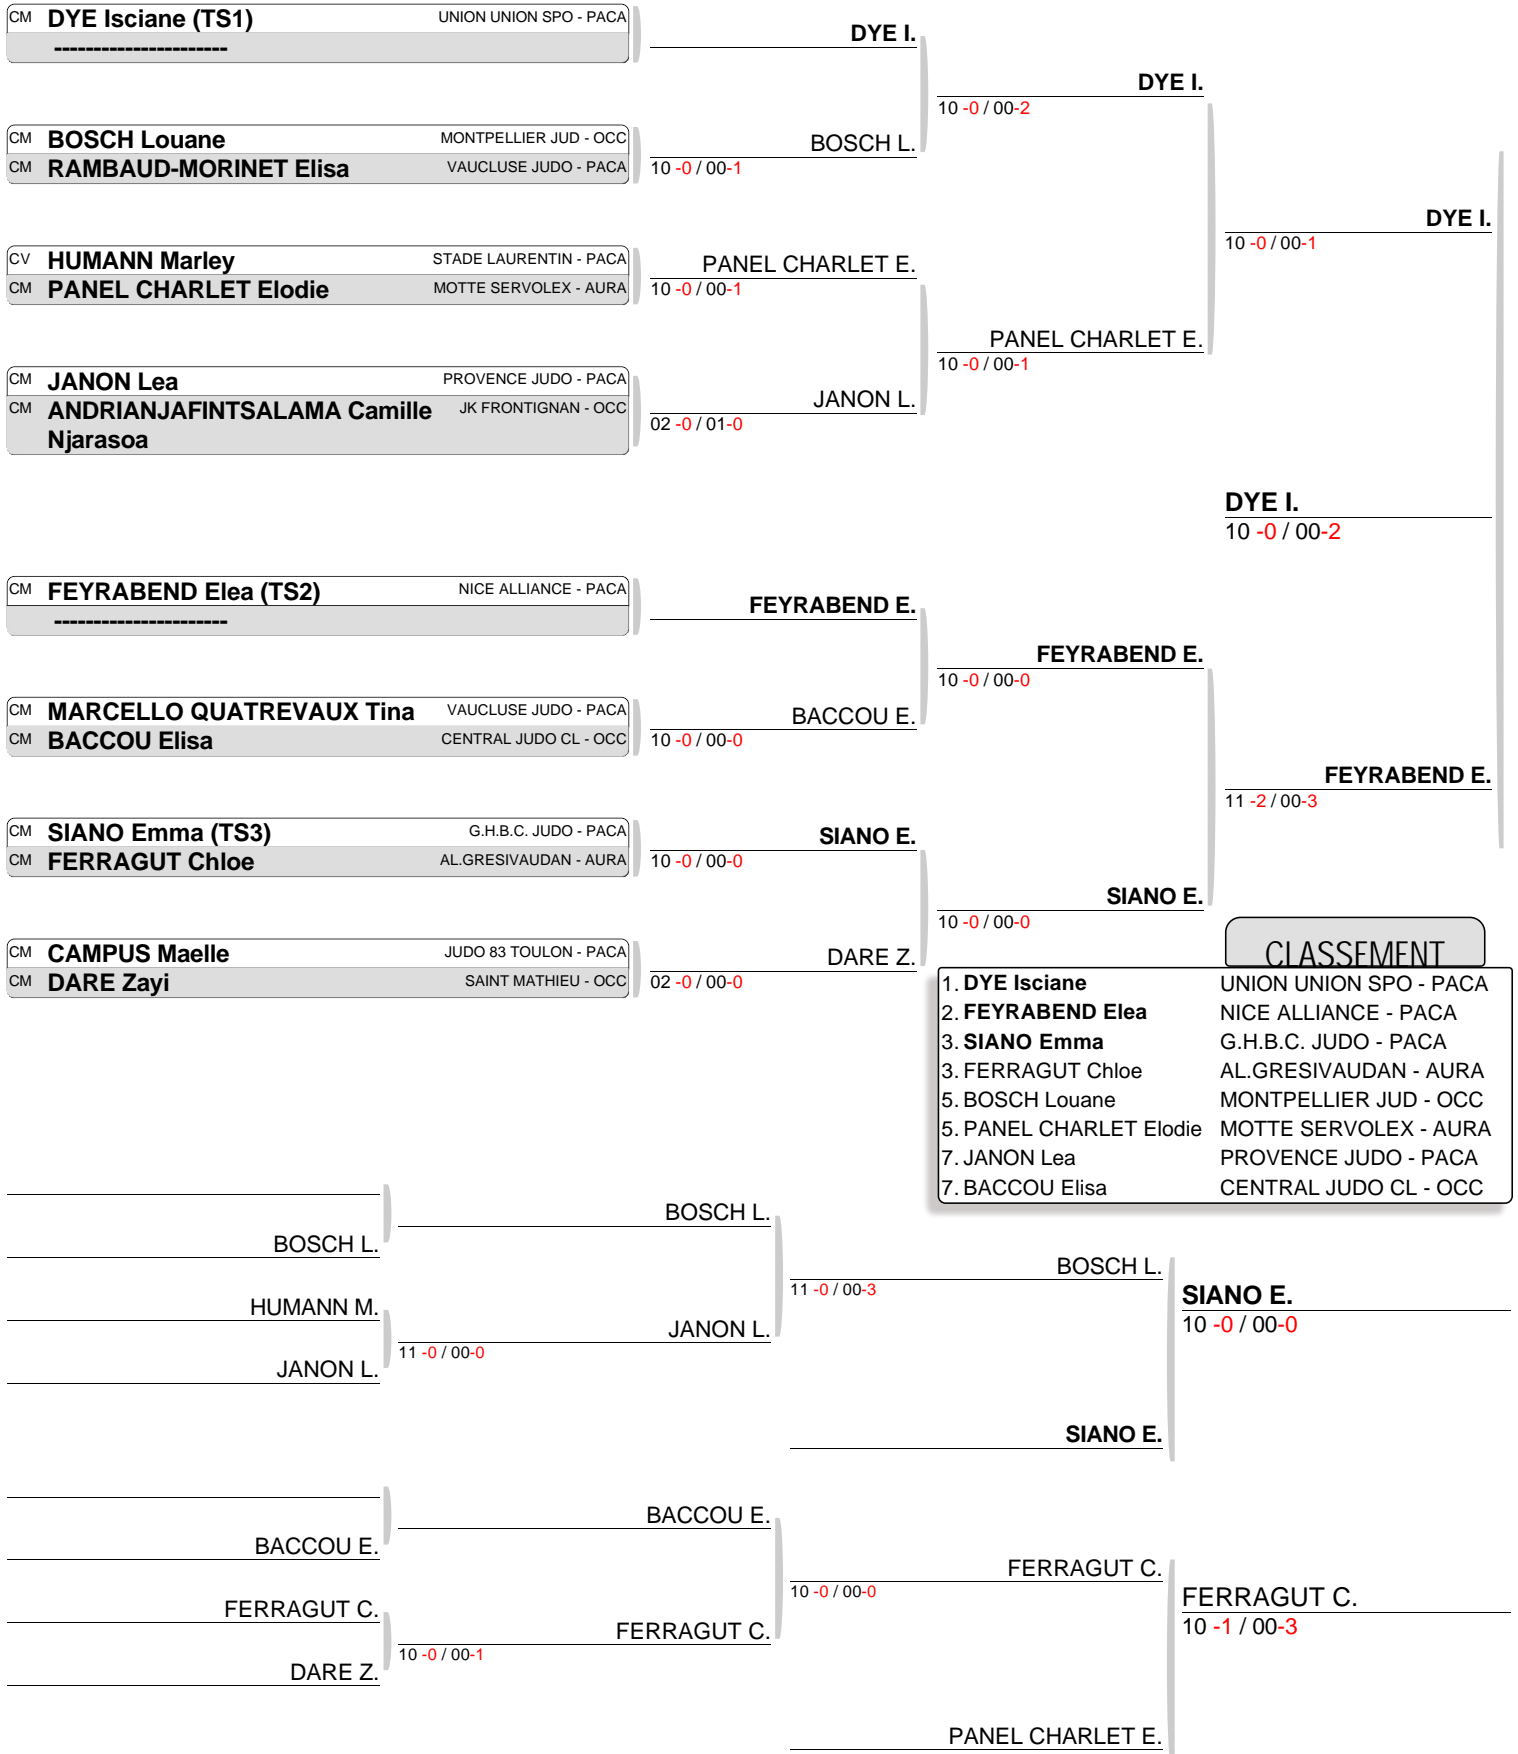 CM DYE Isciane (TS1) UNION UNION SPO - PACA
----------------------
DYE I.
DYE I.
10 -0 / 00-2
CM BOSCH Louane MONTPELLIER JUD - OCC
CM RAMBAUD-MORINET Elisa VAUCLUSE JUDO - PACA
BOSCH L.
10 -0 / 00-1
DYE I.
10 -0 / 00-1
CV HUMANN Marley STADE LAURENTIN - PACA
CM PANEL CHARLET Elodie MOTTE SERVOLEX - AURA
PANEL CHARLET E.
10 -0 / 00-1
PANEL CHARLET E.
10 -0 / 00-1
CM JANON Lea PROVENCE JUDO - PACA
CM ANDRIANJAFINTSALAMA Camille JK FRONTIGNAN - OCC
Njarasoa
JANON L.
02 -0 / 01-0
DYE I.
10 -0 / 00-2
CM FEYRABEND Elea (TS2) NICE ALLIANCE - PACA
----------------------
FEYRABEND E.
FEYRABEND E.
10 -0 / 00-0
CM MARCELLO QUATREVAUX Tina VAUCLUSE JUDO - PACA
CM BACCOU Elisa CENTRAL JUDO CL - OCC
BACCOU E.
10 -0 / 00-0
FEYRABEND E.
11 -2 / 00-3
CM SIANO Emma (TS3) G.H.B.C. JUDO - PACA
CM FERRAGUT Chloe AL.GRESIVAUDAN - AURA
SIANO E.
10 -0 / 00-0
SIANO E.
10 -0 / 00-0
CM CAMPUS Maelle JUDO 83 TOULON - PACA
CM DARE Zayi SAINT MATHIEU - OCC
DARE Z.
02 -0 / 00-0
CLASSEMENT
1. DYE Isciane UNION UNION SPO - PACA
2. FEYRABEND Elea NICE ALLIANCE - PACA
3. SIANO Emma G.H.B.C. JUDO - PACA
3. FERRAGUT Chloe AL.GRESIVAUDAN - AURA
5. BOSCH Louane MONTPELLIER JUD - OCC
5. PANEL CHARLET Elodie MOTTE SERVOLEX - AURA
7. JANON Lea PROVENCE JUDO - PACA
7. BACCOU Elisa CENTRAL JUDO CL - OCC
BOSCH L.
BOSCH L.
BOSCH L.
11 -0 / 00-3
HUMANN M.
JANON L.
JANON L.
11 -0 / 00-0
SIANO E.
10 -0 / 00-0
SIANO E.
BACCOU E.
BACCOU E.
FERRAGUT C.
10 -0 / 00-0
FERRAGUT C.
FERRAGUT C.
10 -0 / 00-1
DARE Z.
FERRAGUT C.
10 -1 / 00-3
PANEL CHARLET E.